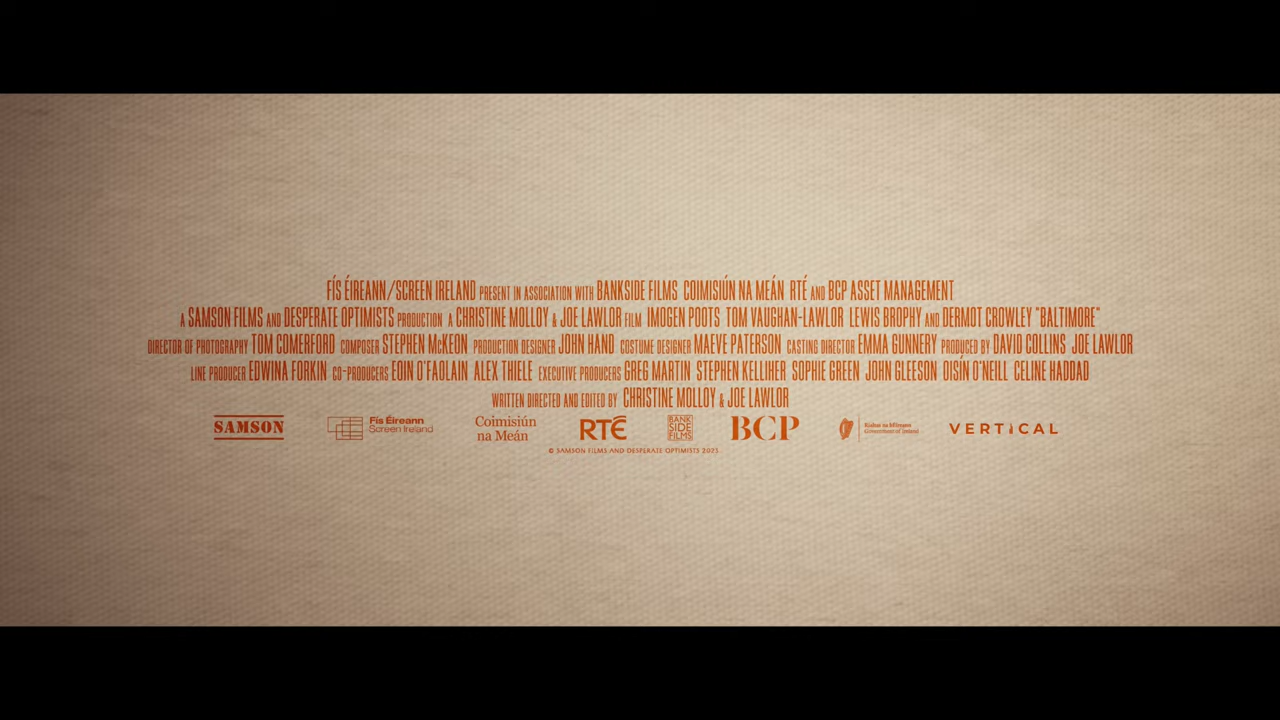 FÍS ÉIREANN/SCREEN IRELAND PRESENT IN ASSOCIATION WITH BANKSIDE FILMS COIMISIÚN NA MEÁN RTÉ AND BCP ASSET MANAGEMENT
A SAMSON FILMS AND DESPERATE OPTIMISTS PRODUCTION A CHRISTINE MOLLOY & JOE LAWLOR FILM IMOGEN POOTS TOM VAUGHAN-LAWLOR LEWIS BROPHY AND DERMOT CROWLEY "BALTIMORE"
DIRECTOR OF PHOTOGRAPHY TOM COMERFORD COMPOSER STEPHEN McKEON PRODUCTION DESIGNER JOHN HAND COSTUME DESIGNER MAEVE PATERSON CASTING DIRECTOR EMMA GUNNERY PRODUCED BY DAVID COLLINS JOE LAWLOR
LINE PRODUCER EDWINA FORKIN CO-PRODUCERS EOIN O'FAOLAIN ALEX THIELE EXECUTIVE PRODUCERS GREG MARTIN STEPHEN KELLIHER SOPHIE GREEN JOHN GLEESON OISÍN O'NEILL CELINE HADDAD
WRITTEN DIRECTED AND EDITED BY CHRISTINE MOLLOY & JOE LAWLOR
SAMSON
Fís Éireann
Screen Ireland
Coimisiún
na Meán
RTÉ
BANK
SIDE
FILMS
BCP
Rialtas na hÉireann
Government of Ireland
VERTICAL
© SAMSON FILMS AND DESPERATE OPTIMISTS 2023